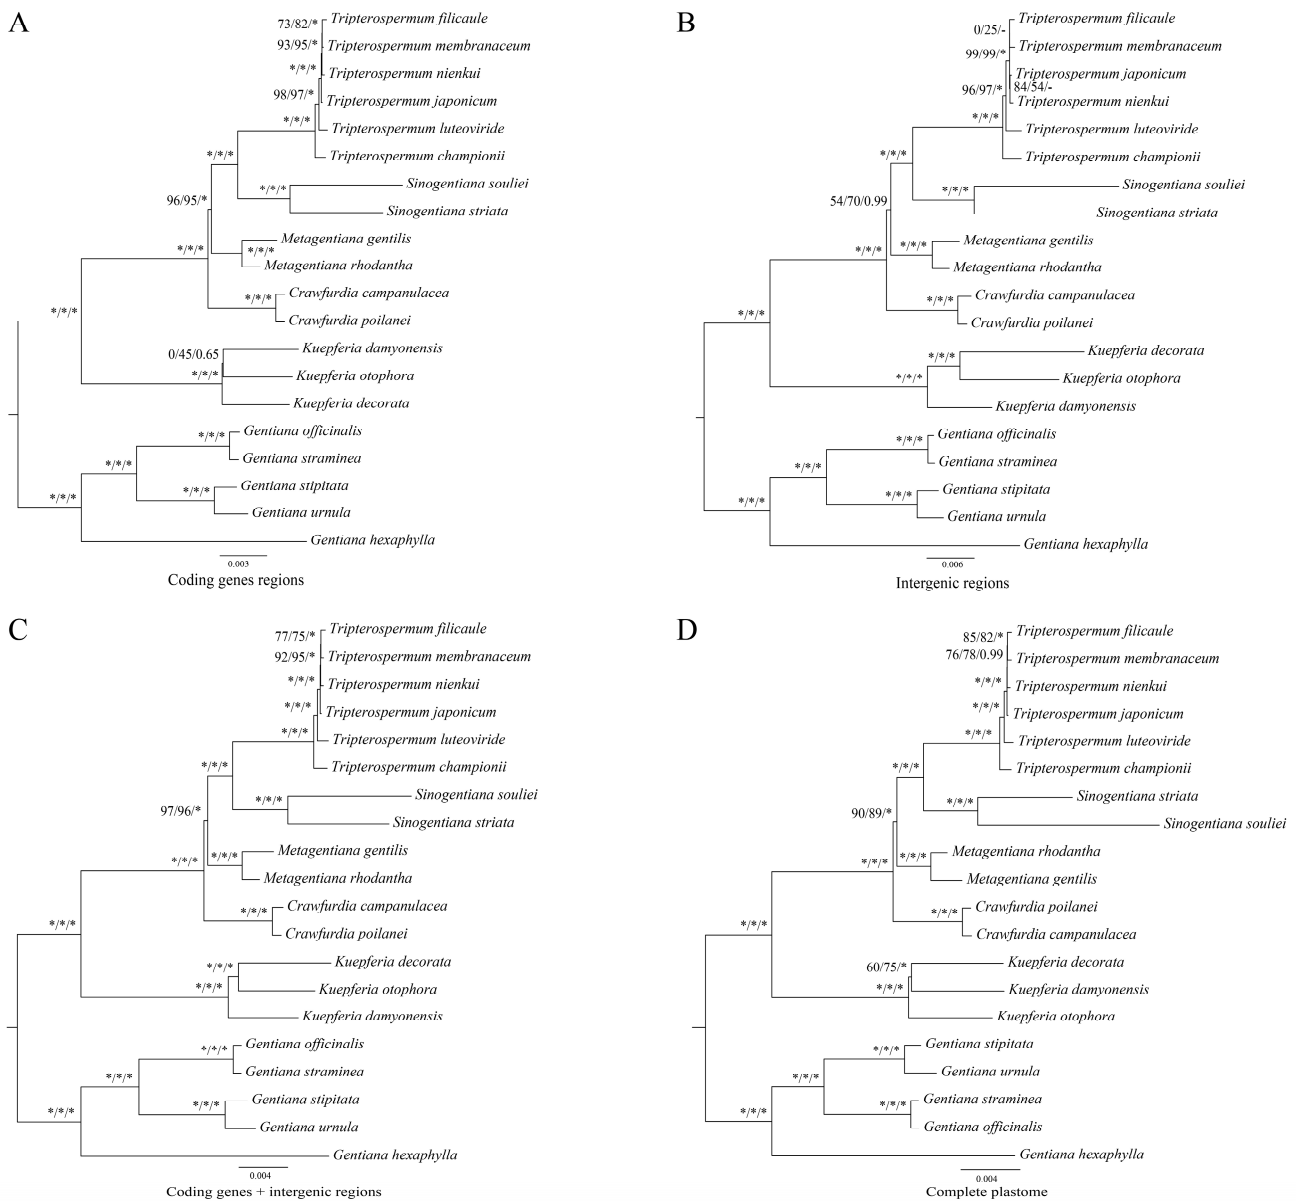 A
73/82/*
Tripterospermum filicaule
93/95/*
Tripterospermum membranaceum
*/*/*
Tripterospermum nienkui
98/97/*
Tripterospermum japonicum
*/*/*
Tripterospermum luteoviride
Tripterospermum championii
*/*/*
Sinogentiana souliei
*/*/*
Sinogentiana striata
96/95/*
Metagentiana gentilis
*/*/*
*/*/*
Metagentiana rhodantha
Crawfurdia campanulacea
*/*/*
Crawfurdia poilanei
*/*/*
Kuepferia damyonensis
0/45/0.65
*/*/*
Kuepferia otophora
Kuepferia decorata
Gentiana officinalis
*/*/*
Gentiana straminea
*/*/*
Gentiana stipitata
*/*/*
*/*/*
Gentiana urnula
Gentiana hexaphylla
0.003
Coding genes regions
B
Tripterospermum filicaule
0/25/-
Tripterospermum membranaceum
99/99/*
Tripterospermum japonicum
96/97/*
84/54/-
Tripterospermum nienkui
*/*/*
Tripterospermum luteoviride
*/*/*
Tripterospermum championii
Sinogentiana souliei
*/*/*
54/70/0.99
Sinogentiana striata
Metagentiana gentilis
*/*/*
*/*/*
Metagentiana rhodantha
Crawfurdia campanulacea
*/*/*
*/*/*
Crawfurdia poilanei
Kuepferia decorata
*/*/*
*/*/*
Kuepferia otophora
Kuepferia damyonensis
Gentiana officinalis
*/*/*
Gentiana straminea
*/*/*
Gentiana stipitata
*/*/*
*/*/*
Gentiana urnula
Gentiana hexaphylla
0.006
Intergenic regions
C
Tripterospermum filicaule
77/75/*
92/95/*
Tripterospermum membranaceum
*/*/*
Tripterospermum nienkui
*/*/*
Tripterospermum japonicum
*/*/*
Tripterospermum luteoviride
*/*/*
Tripterospermum championii
Sinogentiana souliei
*/*/*
97/96/*
Sinogentiana striata
Metagentiana gentilis
*/*/*
*/*/*
Metagentiana rhodantha
Crawfurdia campanulacea
*/*/*
*/*/*
Crawfurdia poilanei
Kuepferia decorata
*/*/*
*/*/*
Kuepferia otophora
Kuepferia damyonensis
Gentiana officinalis
*/*/*
Gentiana straminea
*/*/*
Gentiana stipitata
*/*/*
*/*/*
Gentiana urnula
Gentiana hexaphylla
0.004
Coding genes + intergenic regions
D
Tripterospermum filicaule
85/82/*
76/78/0.99
Tripterospermum membranaceum
*/*/*
Tripterospermum nienkui
*/*/*
Tripterospermum japonicum
*/*/*
Tripterospermum luteoviride
*/*/*
Tripterospermum championii
Sinogentiana striata
*/*/*
90/89/*
Sinogentiana souliei
Metagentiana rhodantha
*/*/*
*/*/*
Metagentiana gentilis
Crawfurdia poilanei
*/*/*
*/*/*
Crawfurdia campanulacea
Kuepferia decorata
60/75/*
*/*/*
Kuepferia damyonensis
Kuepferia otophora
Gentiana stipitata
*/*/*
Gentiana urnula
*/*/*
Gentiana straminea
*/*/*
*/*/*
Gentiana officinalis
Gentiana hexaphylla
0.004
Complete plastome